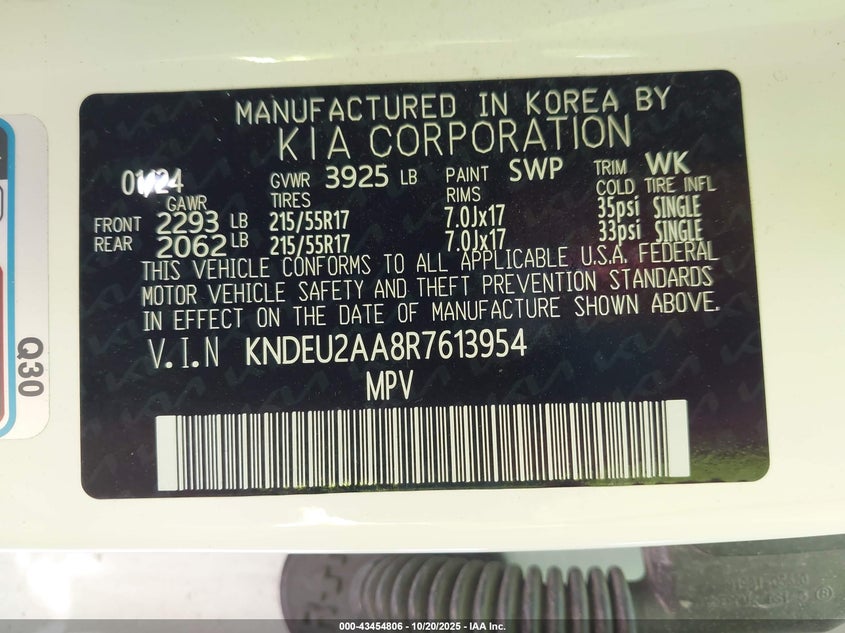 MANUFACTURED IN KOREA BY
KIA CORPORATION
01/24 GVWR 3925 LB PAINT SWP TRIM WK
GAWR TIRES RIMS COLD TIRE INFL
FRONT 2293 LB 215/55R17 7.0Jx17 35psi SINGLE
REAR 2062 LB 215/55R17 7.0Jx17 33psi SINGLE
THIS VEHICLE CONFORMS TO ALL APPLICABLE U.S.A. FEDERAL
MOTOR VEHICLE SAFETY AND THEFT PREVENTION STANDARDS
IN EFFECT ON THE DATE OF MANUFACTURE SHOWN ABOVE.
V.I.N KNDEU2AA8R7613954
MPV
Q30
000-43454806 - 10/20/2025 - IAA Inc.